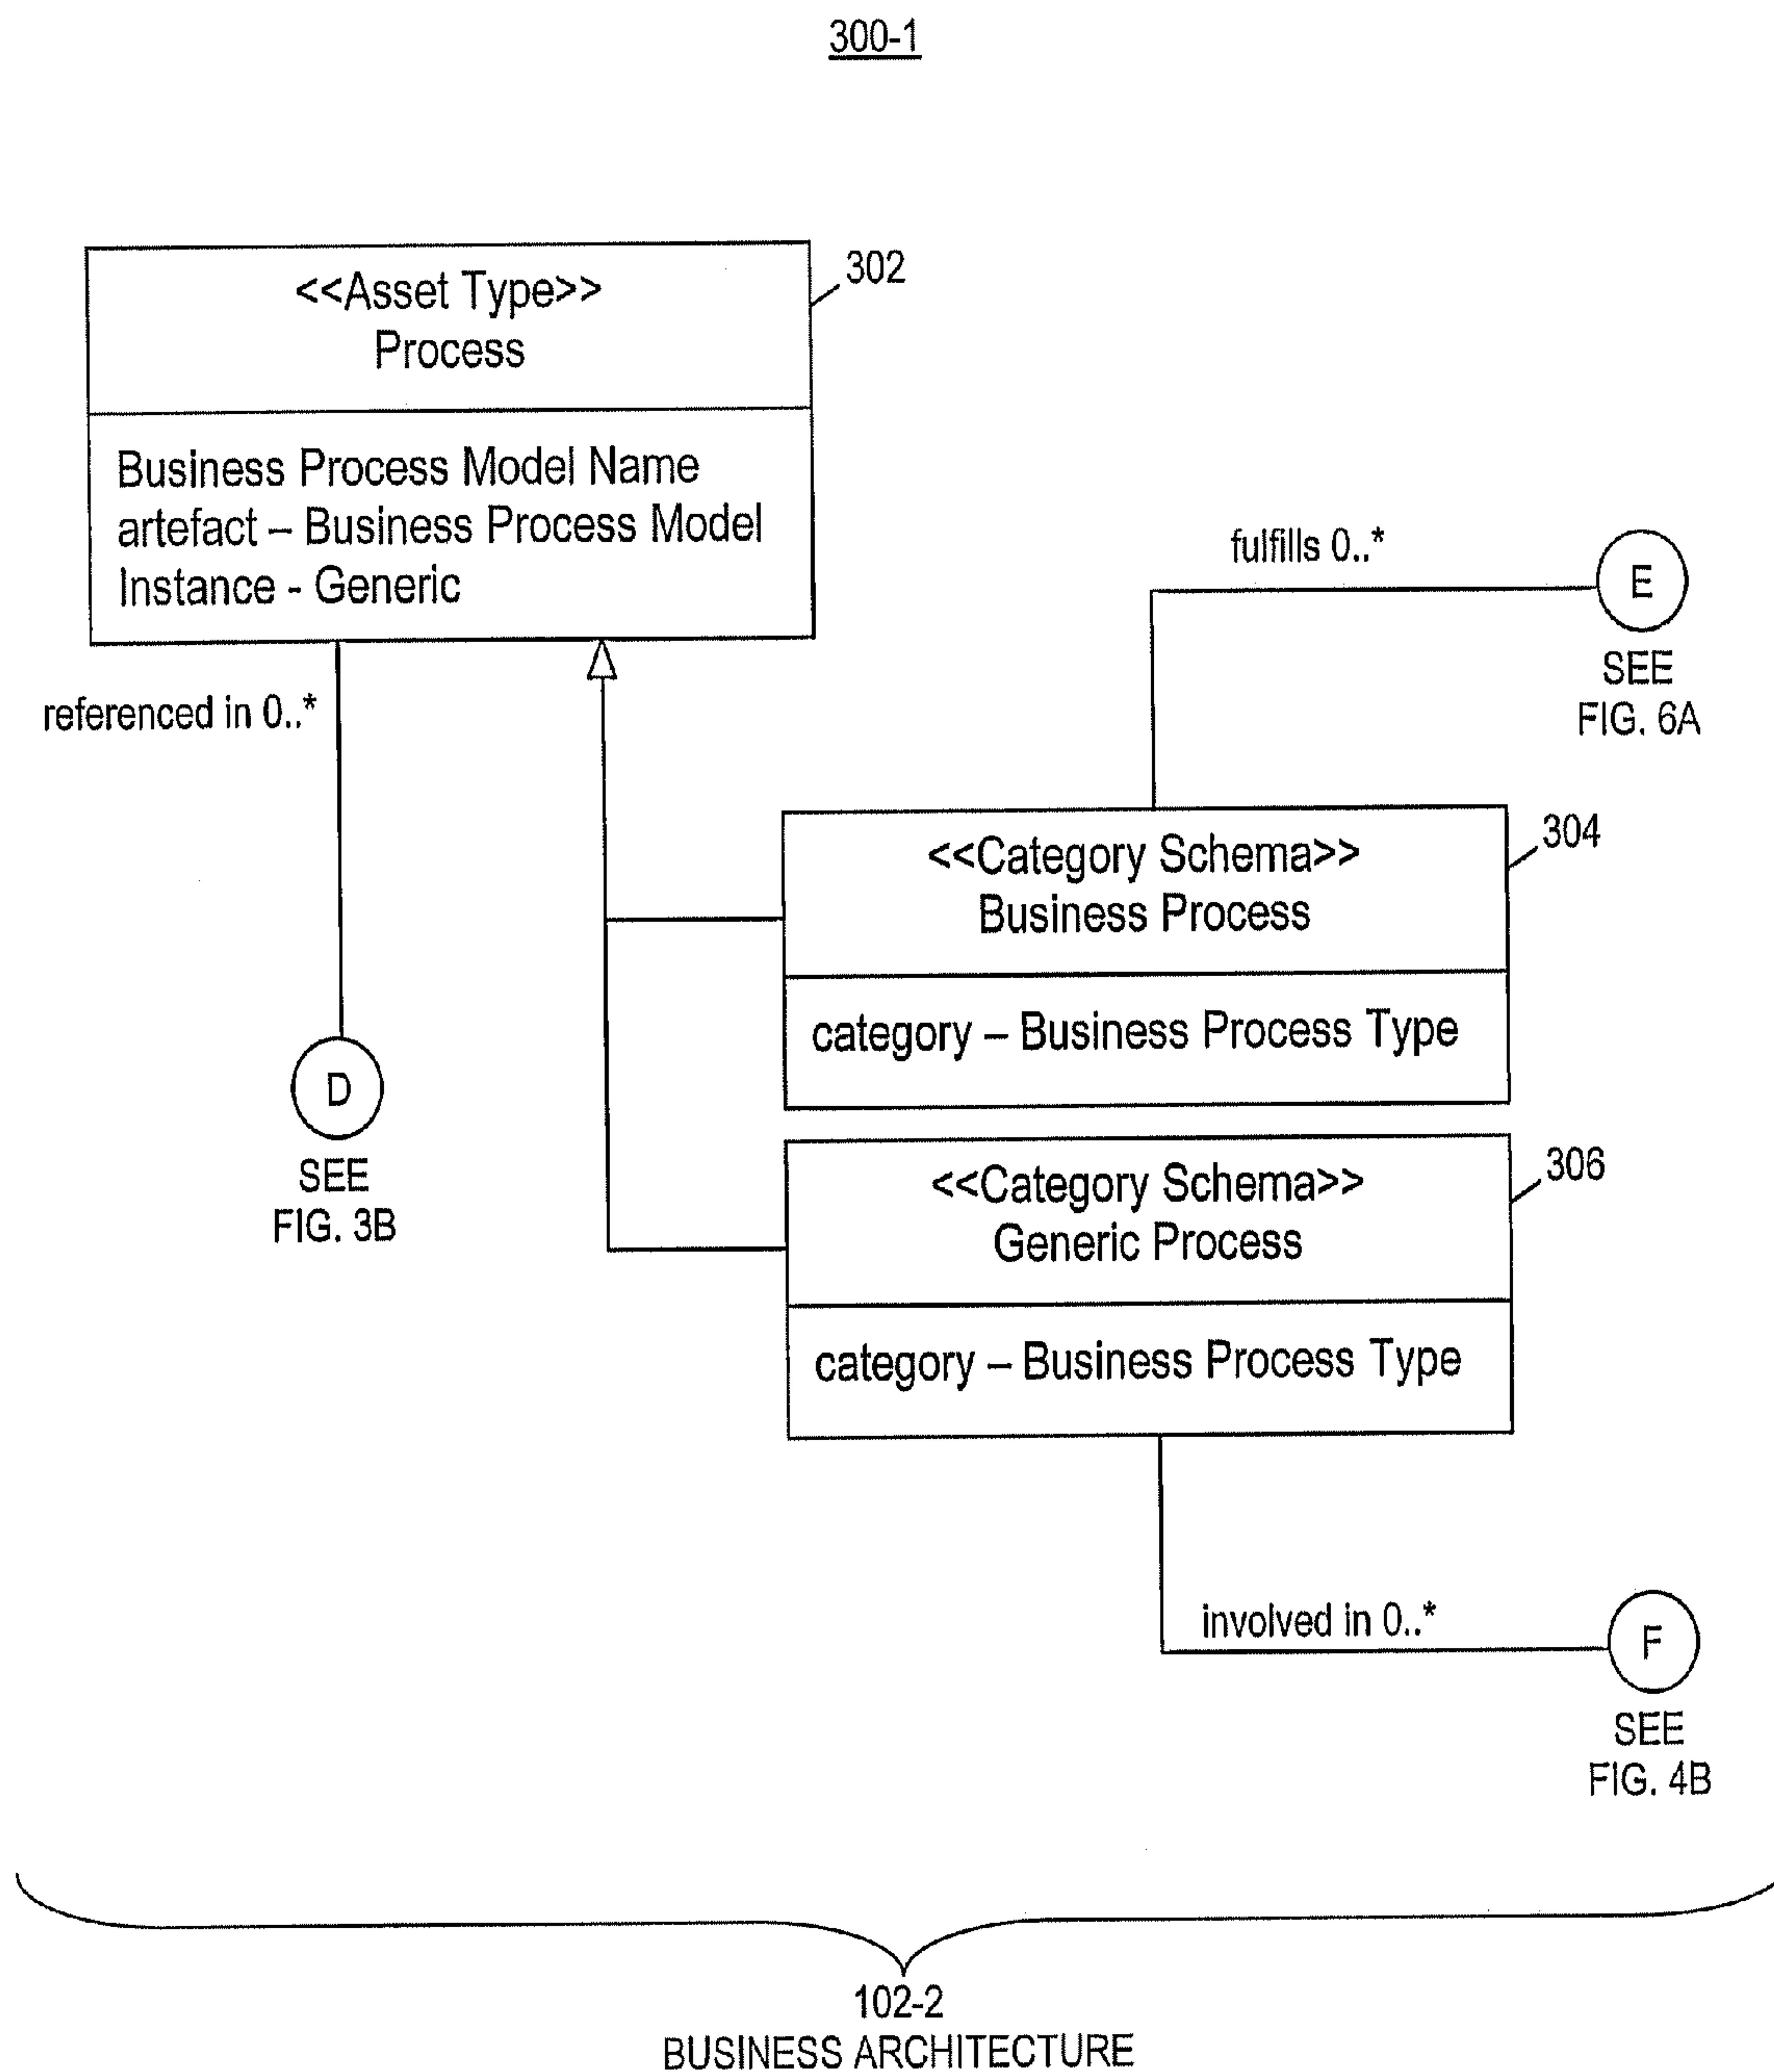 300-1
<<Asset Type>>
Process
302
Business Process Model Name
artefact – Business Process Model
Instance - Generic
referenced in 0..*
D
SEE
FIG. 3B
fulfills 0..*
E
SEE
FIG. 6A
<<Category Schema>>
Business Process
304
category – Business Process Type
<<Category Schema>>
Generic Process
306
category – Business Process Type
involved in 0..*
F
SEE
FIG. 4B
102-2
BUSINESS ARCHITECTURE